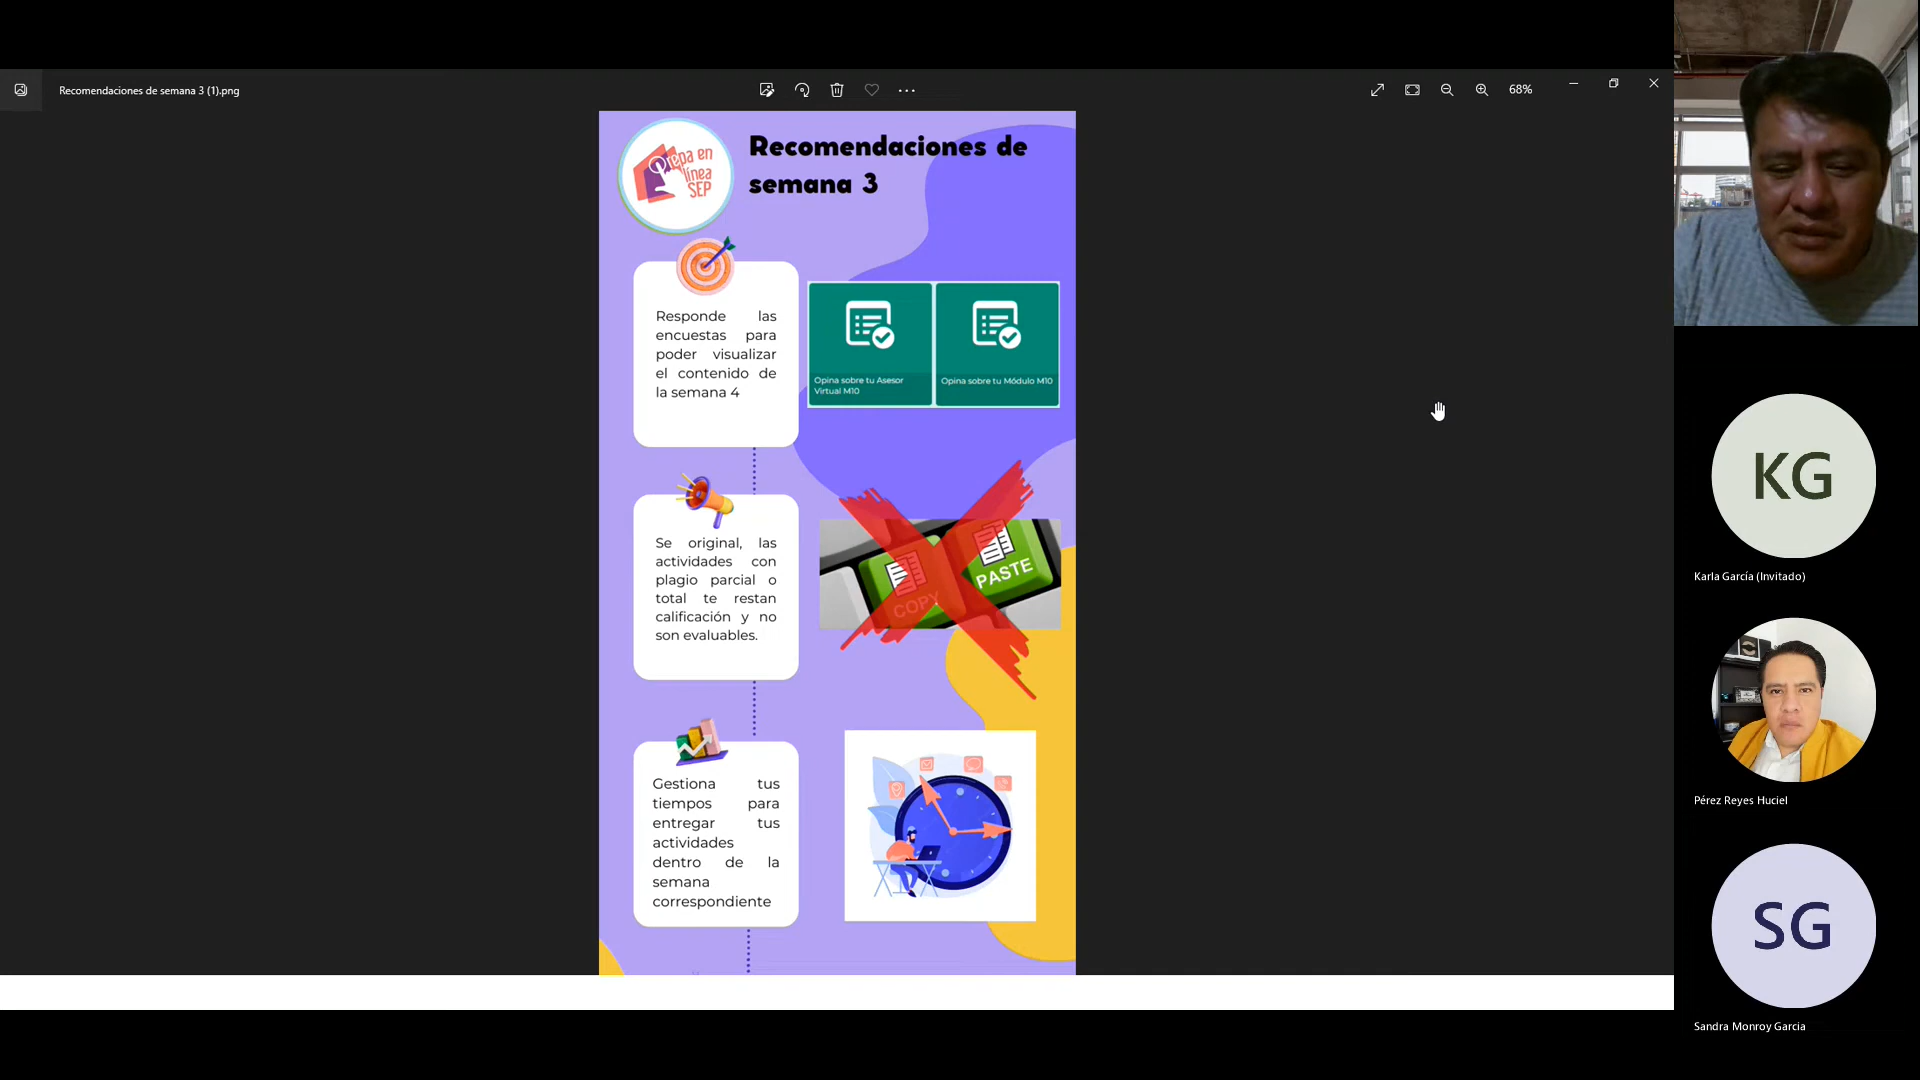 Recomendaciones de semana 3 (1).png
68%
Prepa en
línea
SEP
Recomendaciones de
semana 3
Responde las
encuestas para
poder visualizar
el contenido de
la semana 4
Opina sobre tu Asesor
Virtual M10
Opina sobre tu Módulo M10
Se original, las
actividades con
plagio parcial o
total te restan
calificación y no
son evaluables.
COPY
PASTE
Gestiona tus
tiempos para
entregar tus
actividades
dentro de la
semana
correspondiente
KG
Karla García (Invitado)
Pérez Reyes Huciel
SG
Sandra Monroy Garcia